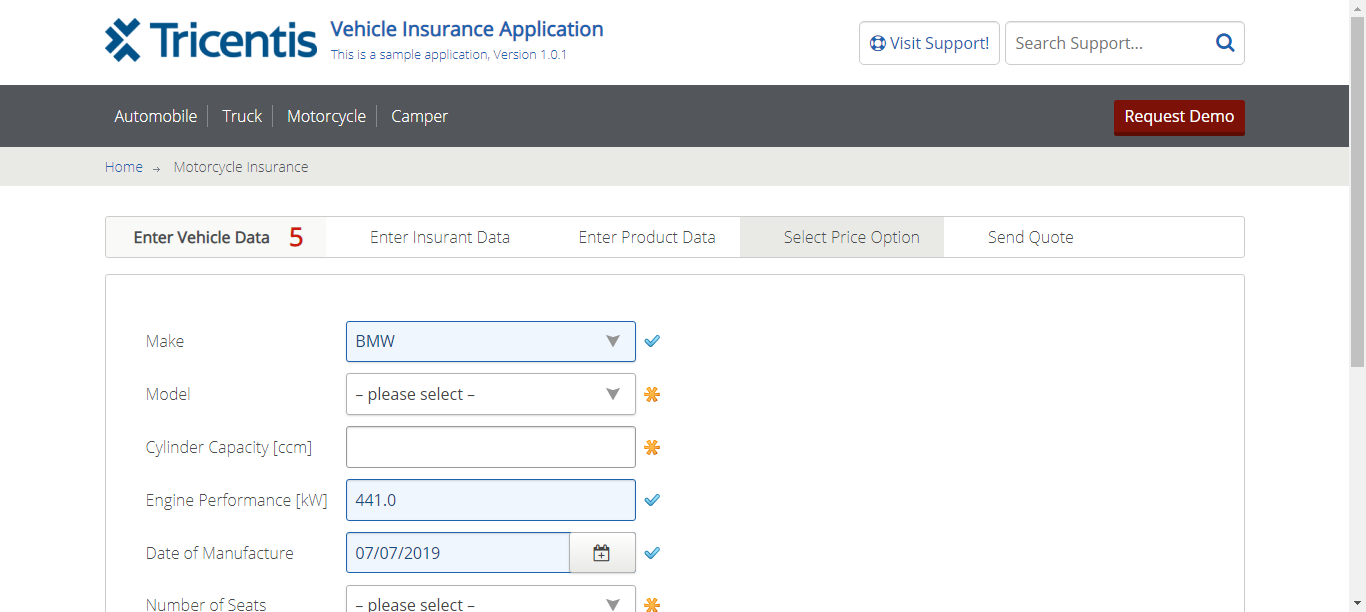 Tricentis
Vehicle Insurance Application
This is a sample application, Version 1.0.1
Visit Support!
Search Support...
Automobile
Truck
Motorcycle
Camper
Request Demo
Home → Motorcycle Insurance
Enter Vehicle Data 5
Enter Insurant Data
Enter Product Data
Select Price Option
Send Quote
Make
BMW
Model
– please select –
Cylinder Capacity [ccm]
Engine Performance [kW]
441.0
Date of Manufacture
07/07/2019
Number of Seats
– please select –